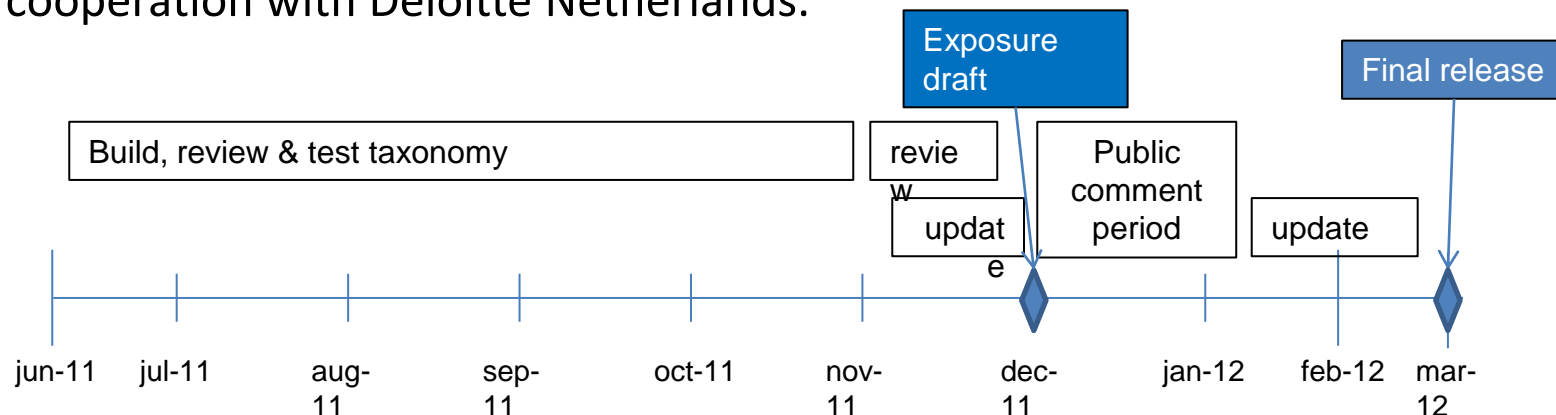 cooperation with Deloitte Netherlands.
Exposure
draft
Final release
Build, review & test taxonomy
revie
w
Public
comment
period
updat
e
update
jun-11
jul-11
aug-
11
sep-
11
oct-11
nov-
11
dec-
11
jan-12
feb-12
mar-
12